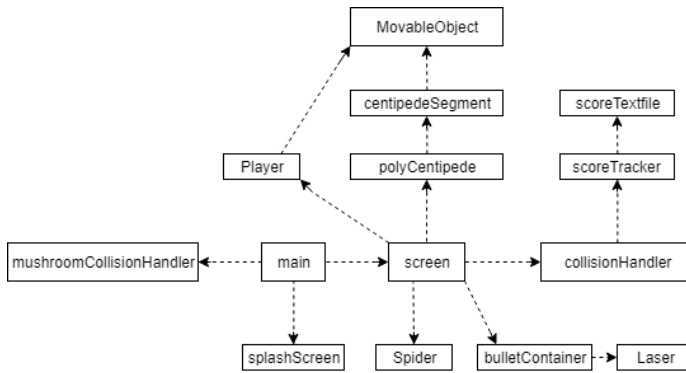 MovableObject
centipedeSegment
scoreTextfile
Player
polyCentipede
scoreTracker
mushroomCollisionHandler
main
screen
collisionHandler
splashScreen
Spider
bulletContainer
Laser